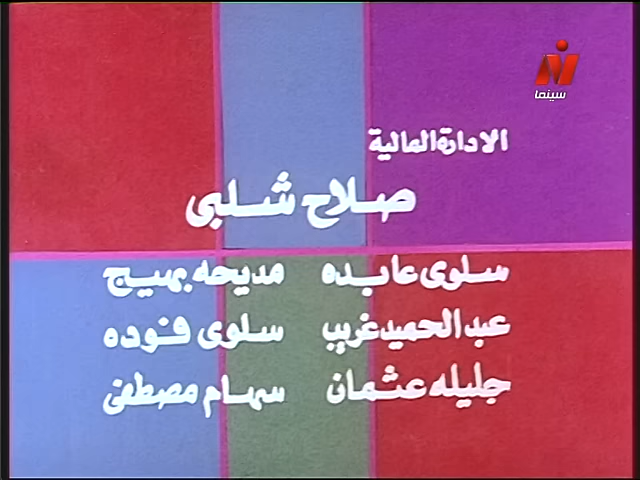 سينما
الادارة المالية
صلاح شلبى
سلوى عابده مديحه بهيج
عبد الحميد غريب سلوى فوده
جليله عثمان سهام مصطفى